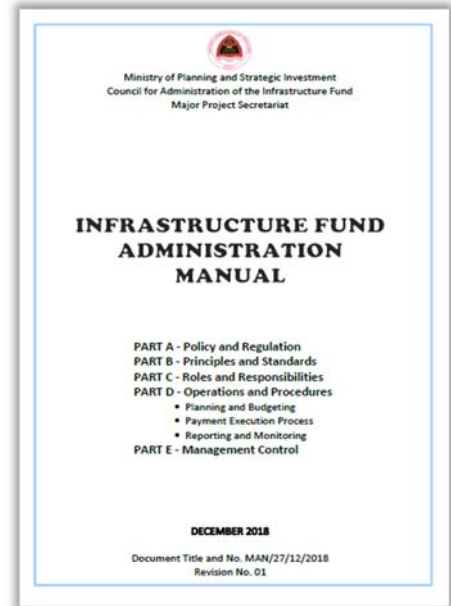 Ministry of Planning and Strategic Investment
Council for Administration of the Infrastructure Fund
Major Project Secretariat
INFRASTRUCTURE FUND
ADMINISTRATION
MANUAL
PART A - Policy and Regulation
PART B - Principles and Standards
PART C - Roles and Responsibilities
PART D - Operations and Procedures
• Planning and Budgeting
• Payment Execution Process
• Reporting and Monitoring
PART E - Management Control
DECEMBER 2018
Document Title and No. MAN/27/12/2018
Revision No. 01